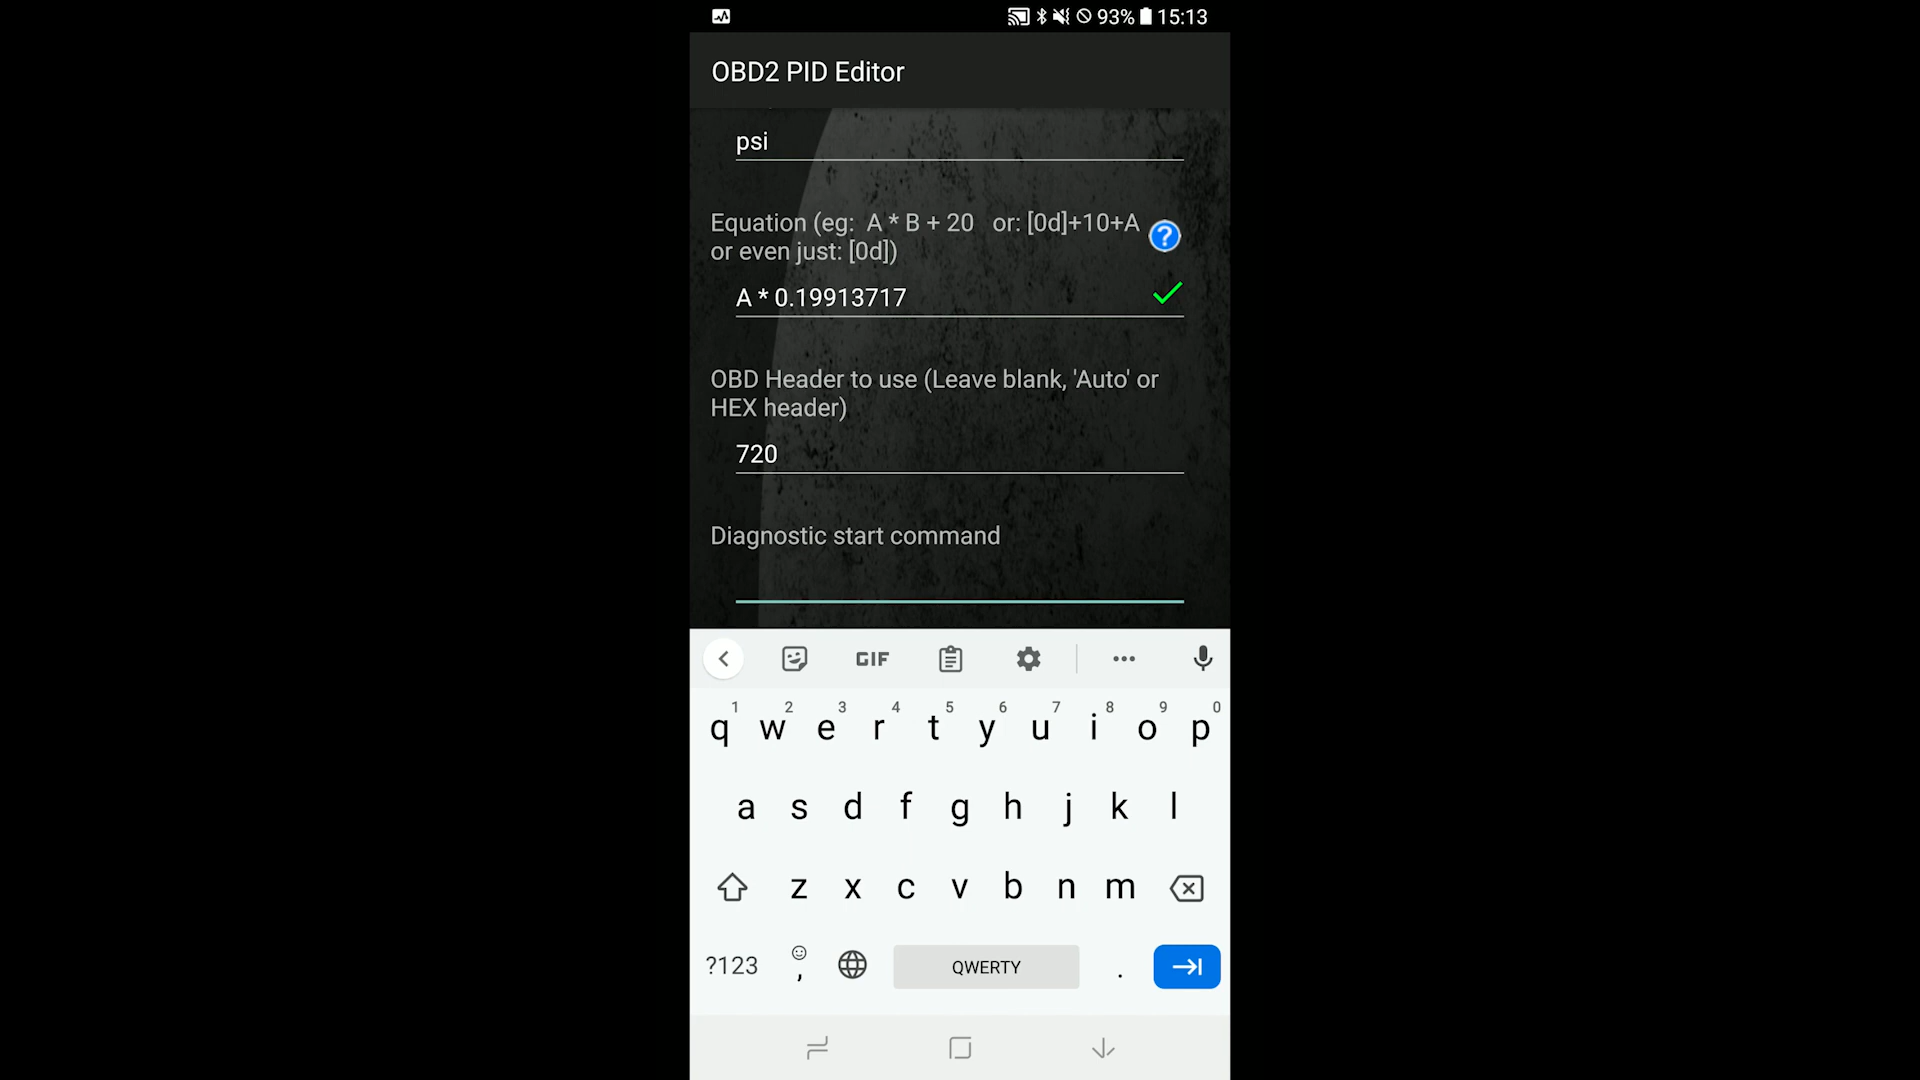 93% 15:13
OBD2 PID Editor
psi
Equation (eg:  A * B + 20   or: [0d]+10+A
or even just: [0d])
?
A * 0.19913717
OBD Header to use (Leave blank, 'Auto' or
HEX header)
720
Diagnostic start command
GIF
1 2 3 4 5 6 7 8 9 0
q w e r t y u i o p
a s d f g h j k l
z x c v b n m
?123 , QWERTY .